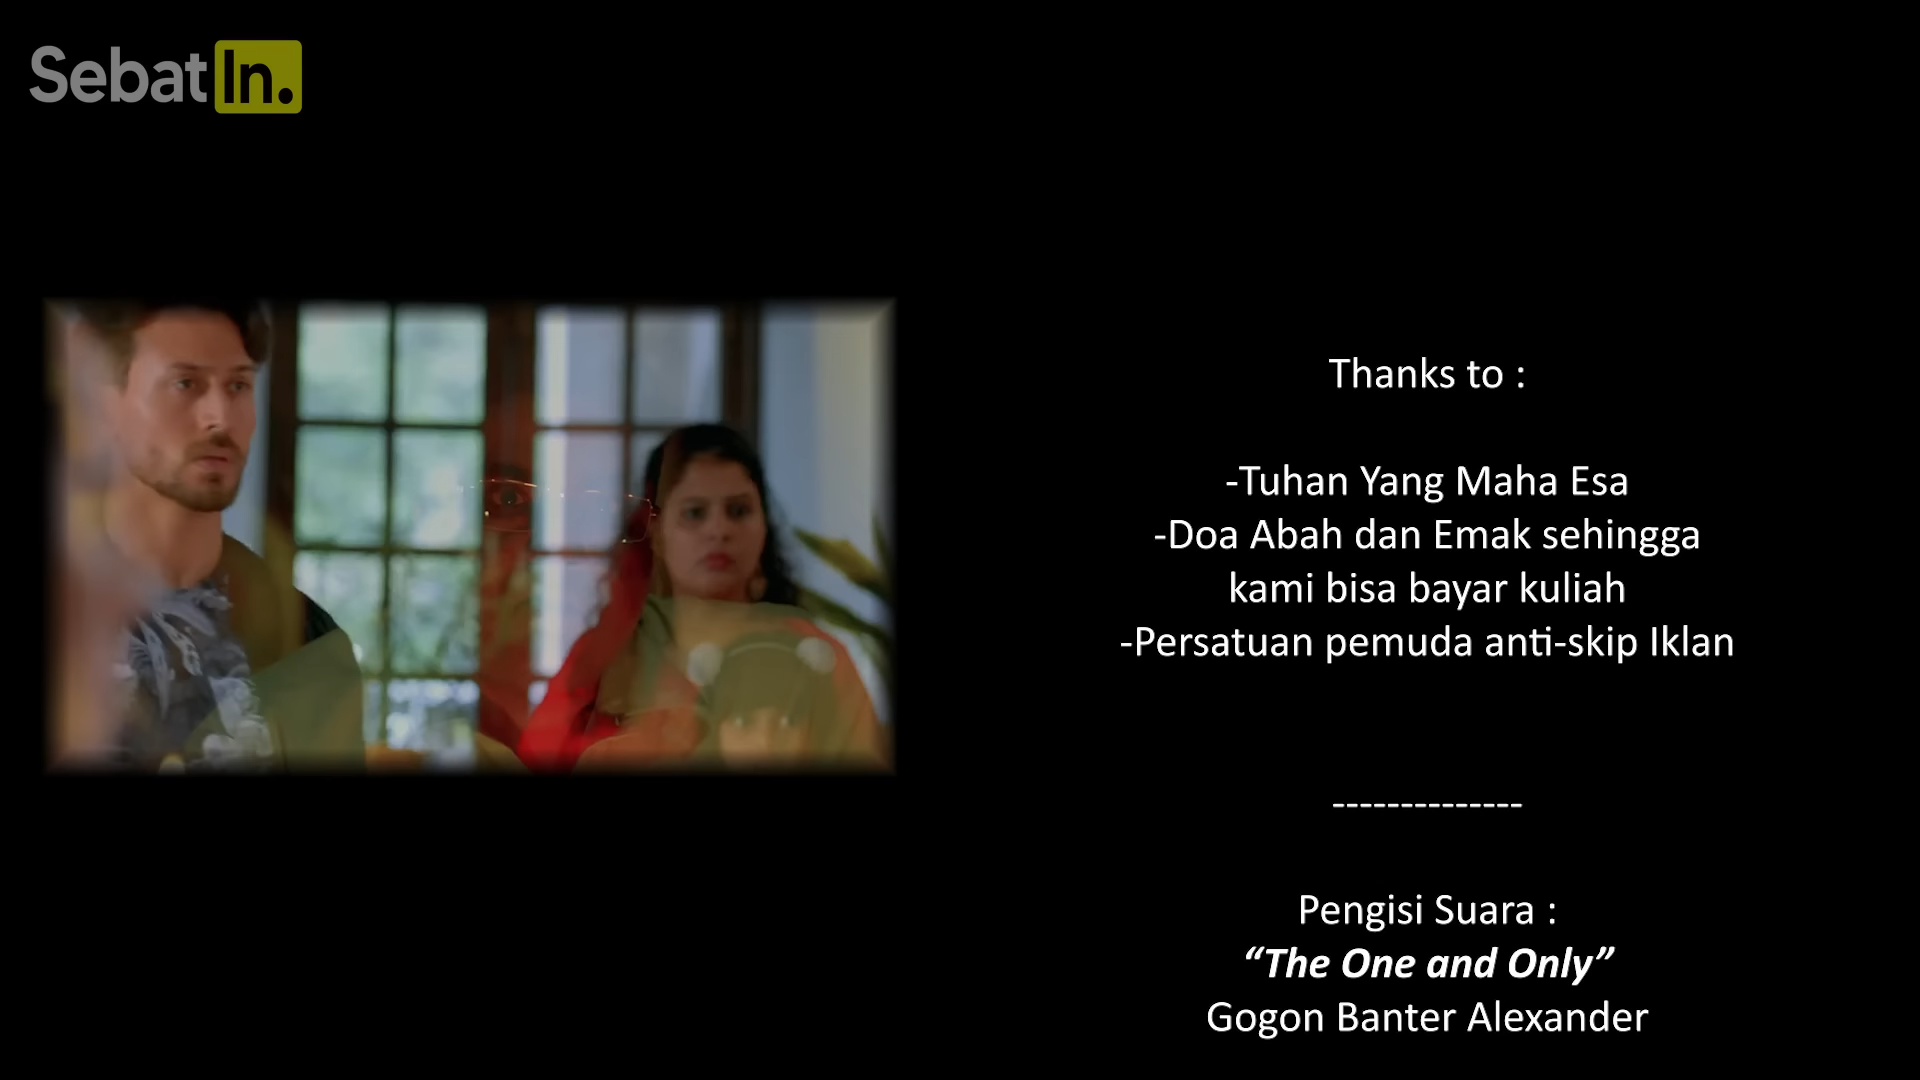 SebatIn.
Thanks to :
-Tuhan Yang Maha Esa
-Doa Abah dan Emak sehingga
kami bisa bayar kuliah
-Persatuan pemuda anti-skip Iklan
--------------
Pengisi Suara :
“The One and Only”
Gogon Banter Alexander